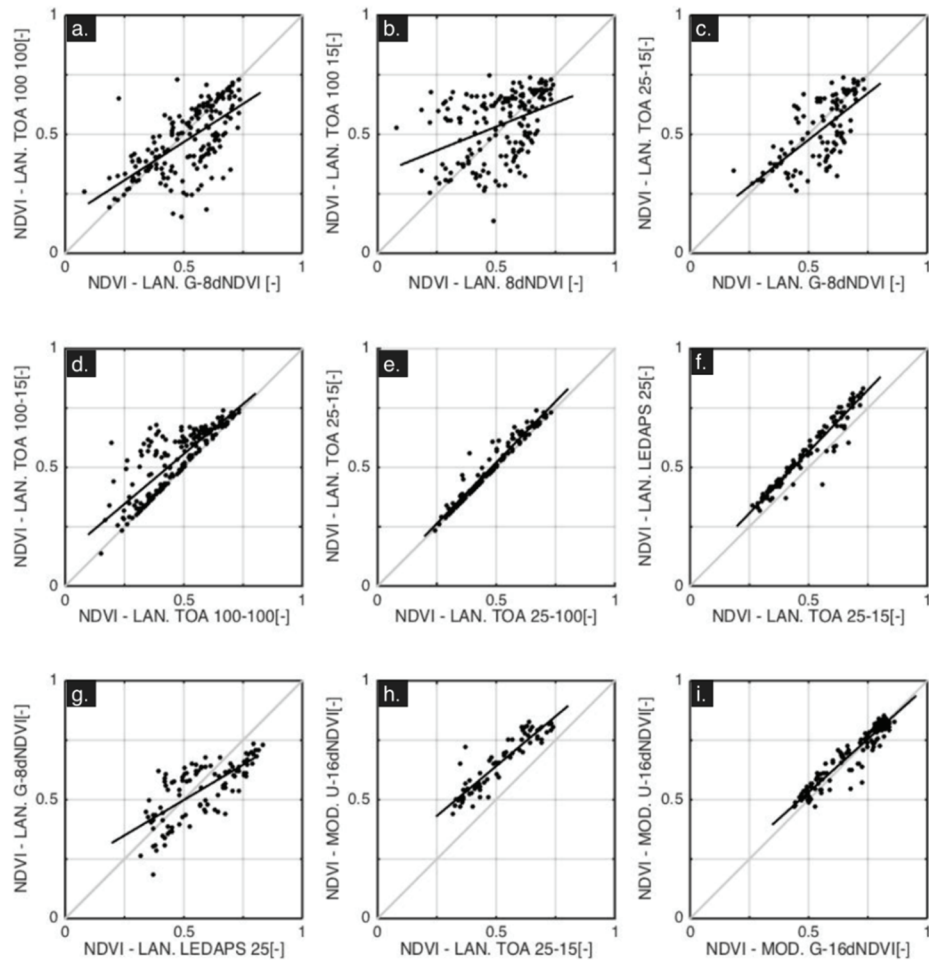 a.
NDVI - LAN. TOA 100 100[-]
1
0.5
0
0
0.5
1
NDVI - LAN. G-8dNDVI [-]
b.
NDVI - LAN. TOA 100 15[-]
1
0.5
0
0
0.5
1
NDVI - LAN. 8dNDVI [-]
c.
NDVI - LAN. TOA 25-15[-]
1
0.5
0
0
0.5
1
NDVI - LAN. G-8dNDVI [-]
d.
NDVI - LAN. TOA 100-15[-]
1
0.5
0
0
0.5
1
NDVI - LAN. TOA 100-100[-]
e.
NDVI - LAN. TOA 25-15[-]
1
0.5
0
0
0.5
1
NDVI - LAN. TOA 25-100[-]
f.
NDVI - LAN. LEDAPS 25[-]
1
0.5
0
0
0.5
1
NDVI - LAN. TOA 25-15[-]
g.
NDVI - LAN. G-8dNDVI[-]
1
0.5
0
0
0.5
1
NDVI - LAN. LEDAPS 25[-]
h.
NDVI - MOD. U-16dNDVI[-]
1
0.5
0
0
0.5
1
NDVI - LAN. TOA 25-15[-]
i.
NDVI - MOD. U-16dNDVI[-]
1
0.5
0
0
0.5
1
NDVI - MOD. G-16dNDVI[-]